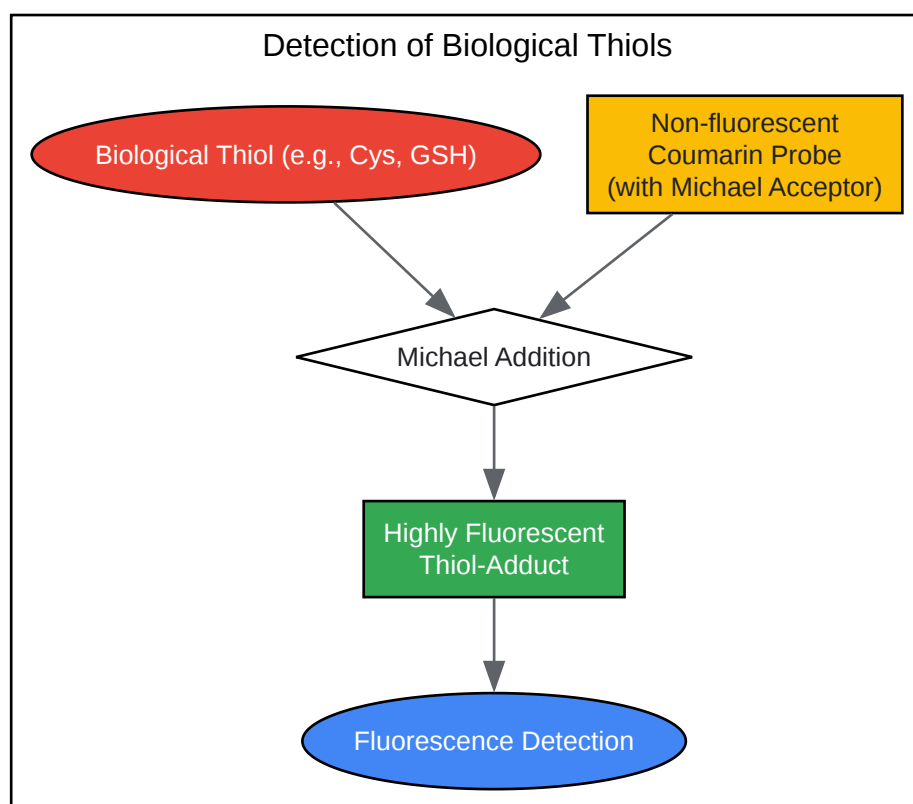 Detection of Biological Thiols
Biological Thiol (e.g., Cys, GSH)
Non-fluorescent
Coumarin Probe
(with Michael Acceptor)
Michael Addition
Highly Fluorescent
Thiol-Adduct
Fluorescence Detection